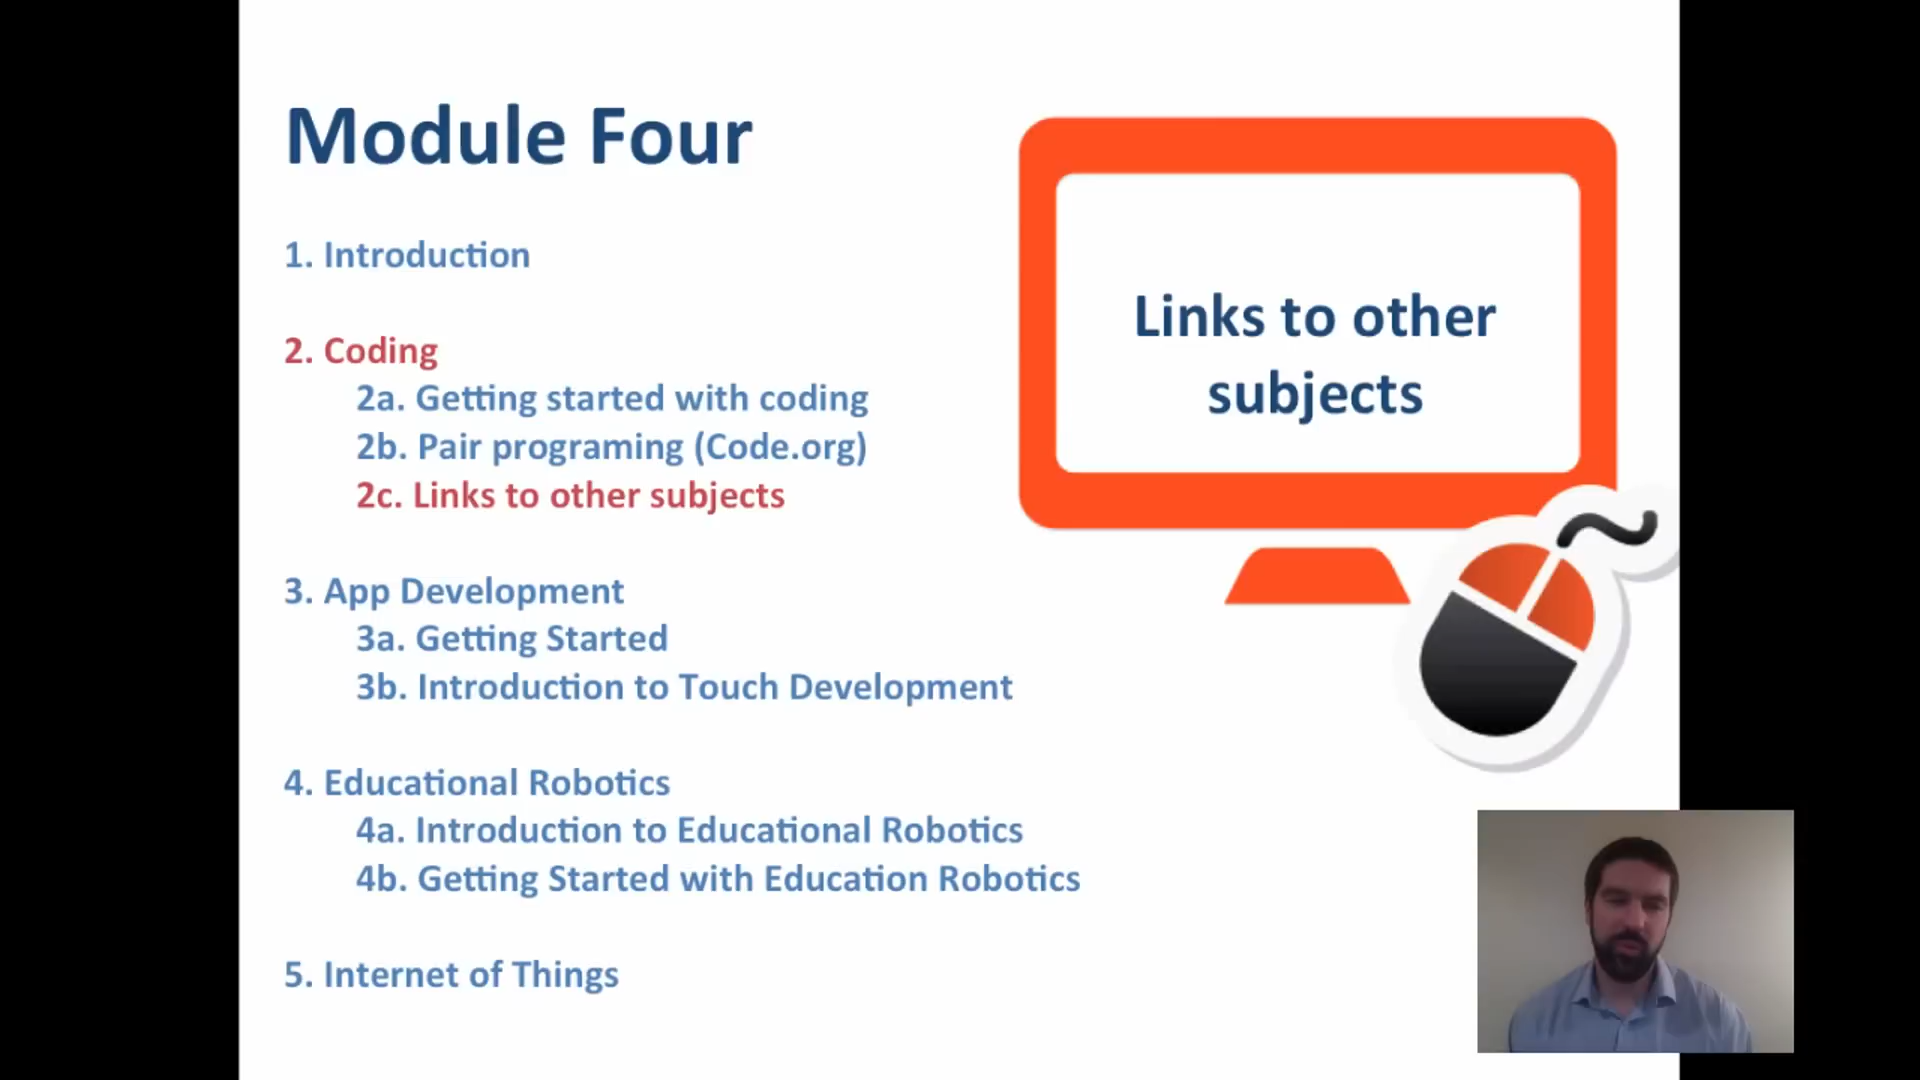 Module Four
1. Introduction
2. Coding
2a. Getting started with coding
2b. Pair programing (Code.org)
2c. Links to other subjects
3. App Development
3a. Getting Started
3b. Introduction to Touch Development
4. Educational Robotics
4a. Introduction to Educational Robotics
4b. Getting Started with Education Robotics
5. Internet of Things
Links to other
subjects